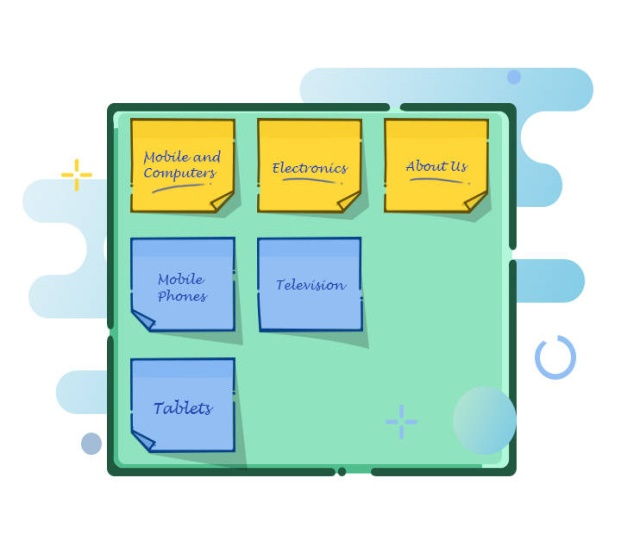 Mobile and
Computers
Electronics
About Us
Mobile
Phones
Television
Tablets